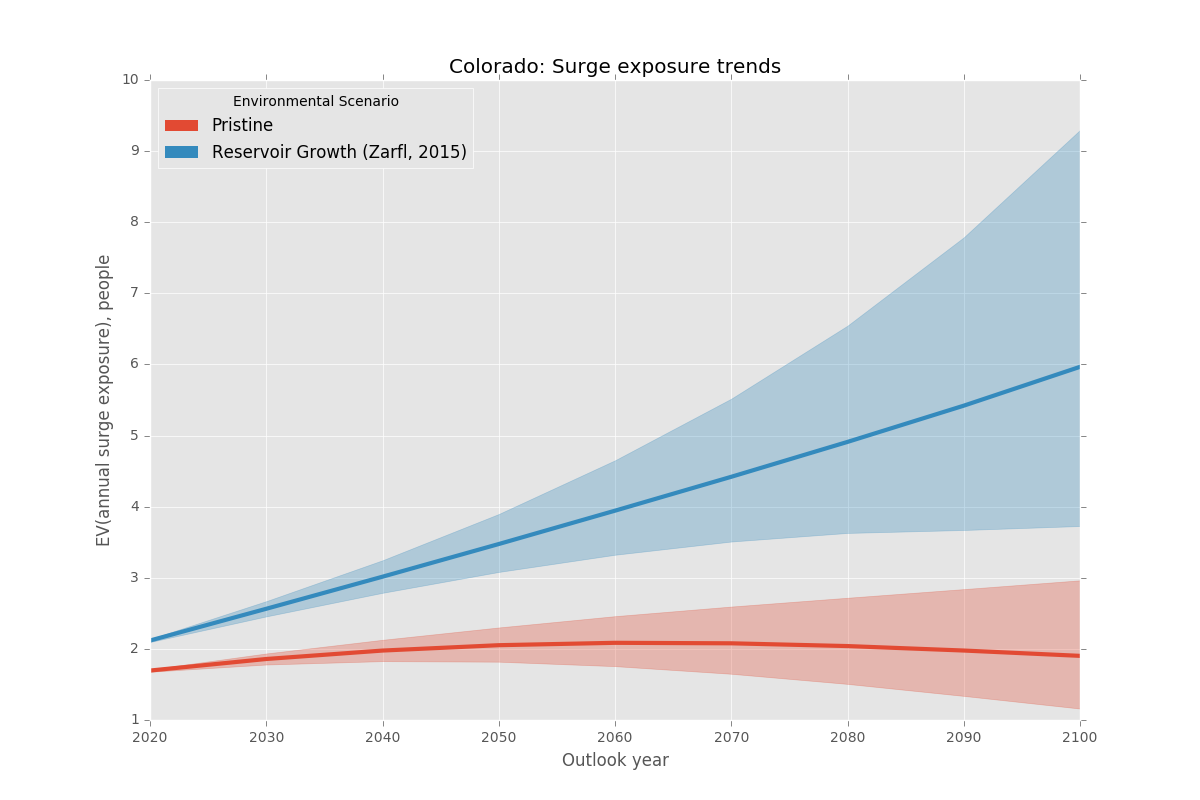 Colorado: Surge exposure trends
Environmental Scenario
Pristine
Reservoir Growth (Zarfl, 2015)
EV(annual surge exposure), people
10
9
8
7
6
5
4
3
2
1
2020 2030 2040 2050 2060 2070 2080 2090 2100
Outlook year